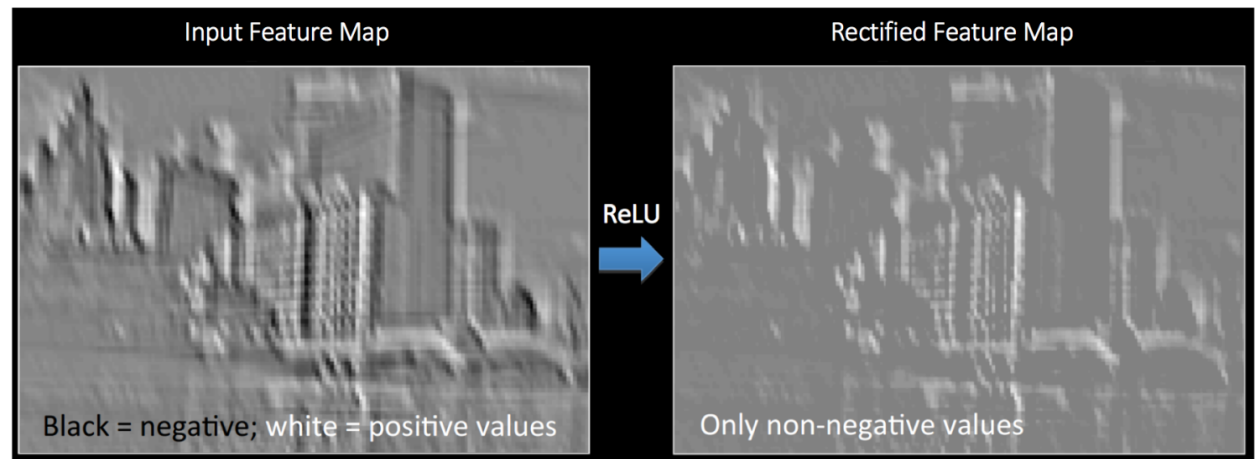 Input Feature Map
Rectified Feature Map
ReLU
Black = negative; white = positive values
Only non-negative values